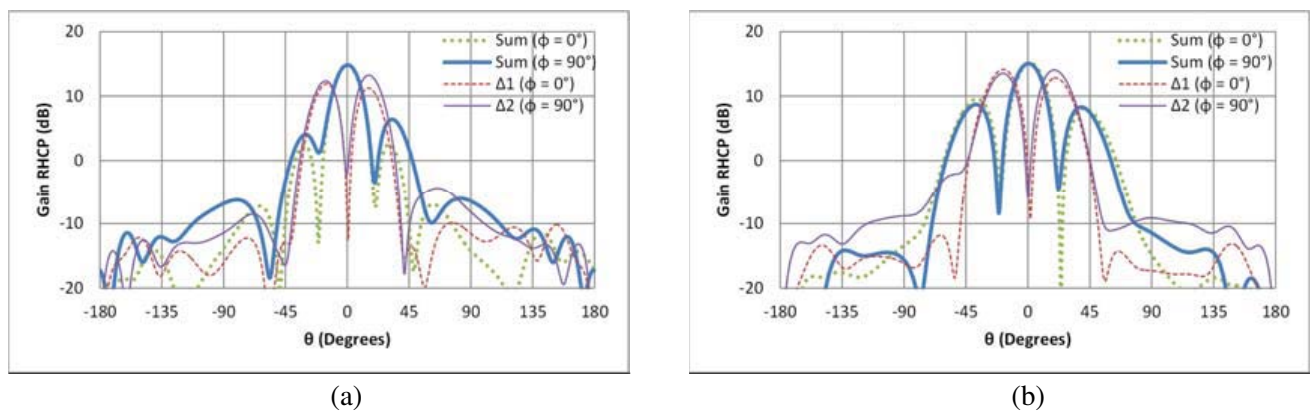 20
10
0
-10
-20
Gain RHCP (dB)
Sum (ϕ = 0°)
Sum (ϕ = 90°)
Δ1 (ϕ = 0°)
Δ2 (ϕ = 90°)
-180 -135 -90 -45 0 45 90 135 180
θ (Degrees)
(a)
20
10
0
-10
-20
Gain RHCP (dB)
Sum (ϕ = 0°)
Sum (ϕ = 90°)
Δ1 (ϕ = 0°)
Δ2 (ϕ = 90°)
-180 -135 -90 -45 0 45 90 135 180
θ (Degrees)
(b)